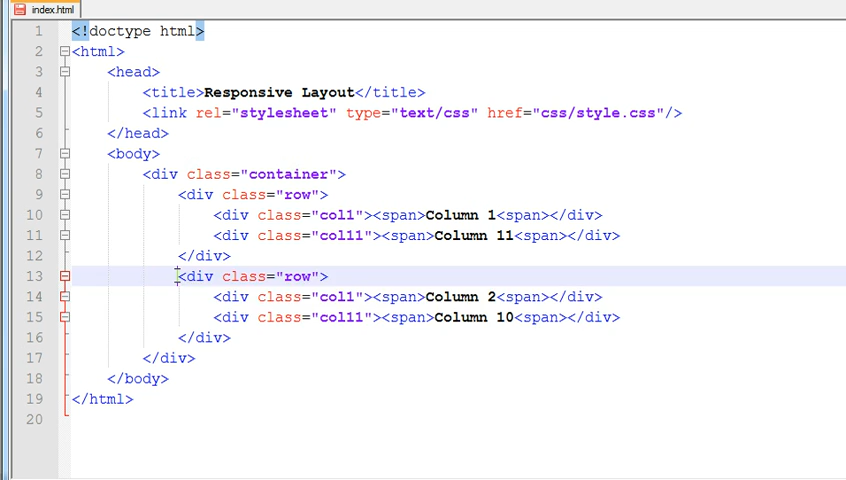 index.html
1 <!doctype html>
2 <html>
3 <head>
4 <title>Responsive Layout</title>
5 <link rel="stylesheet" type="text/css" href="css/style.css"/>
6 </head>
7 <body>
8 <div class="container">
9 <div class="row">
10 <div class="col1"><span>Column 1<span></div>
11 <div class="col11"><span>Column 11<span></div>
12 </div>
13 <div class="row">
14 <div class="col1"><span>Column 2<span></div>
15 <div class="col11"><span>Column 10<span></div>
16 </div>
17 </div>
18 </body>
19 </html>
20